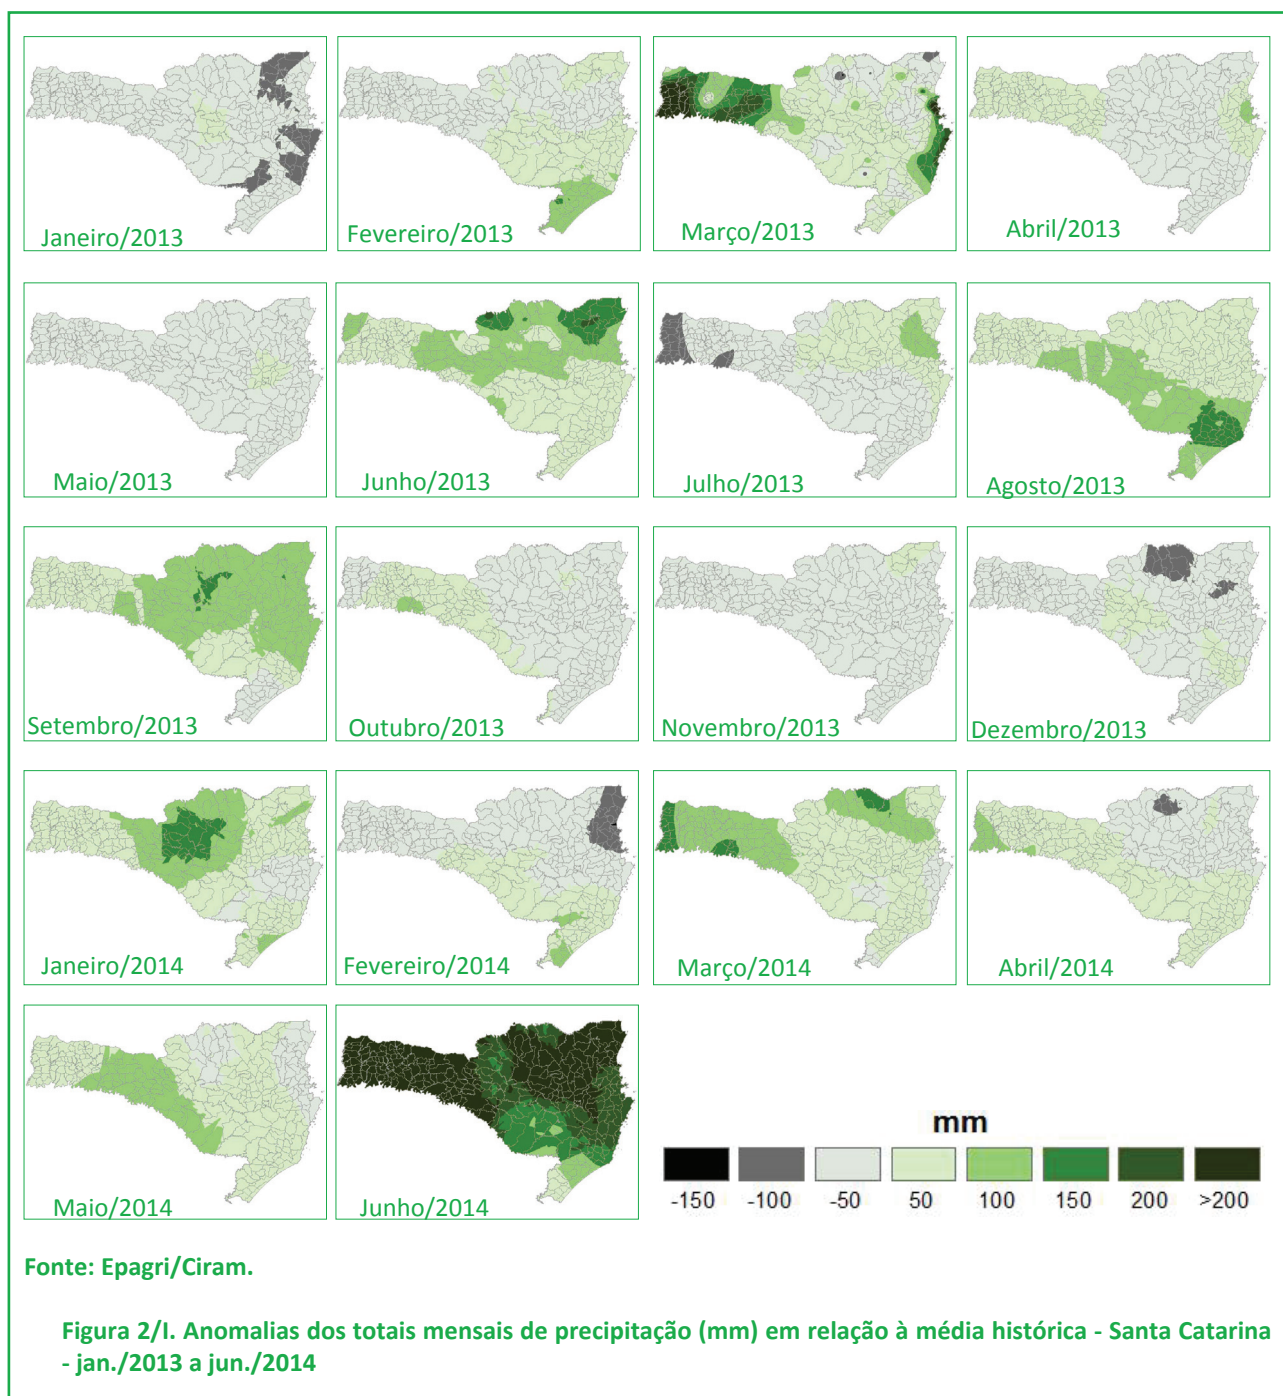 Janeiro/2013
Fevereiro/2013
Março/2013
Abril/2013
Maio/2013
Junho/2013
Julho/2013
Agosto/2013
Setembro/2013
Outubro/2013
Novembro/2013
Dezembro/2013
Janeiro/2014
Fevereiro/2014
Março/2014
Abril/2014
Maio/2014
Junho/2014
mm
-150 -100 -50 50 100 150 200 >200
Fonte: Epagri/Ciram.
Figura 2/I. Anomalias dos totais mensais de precipitação (mm) em relação à média histórica - Santa Catarina
- jan./2013 a jun./2014